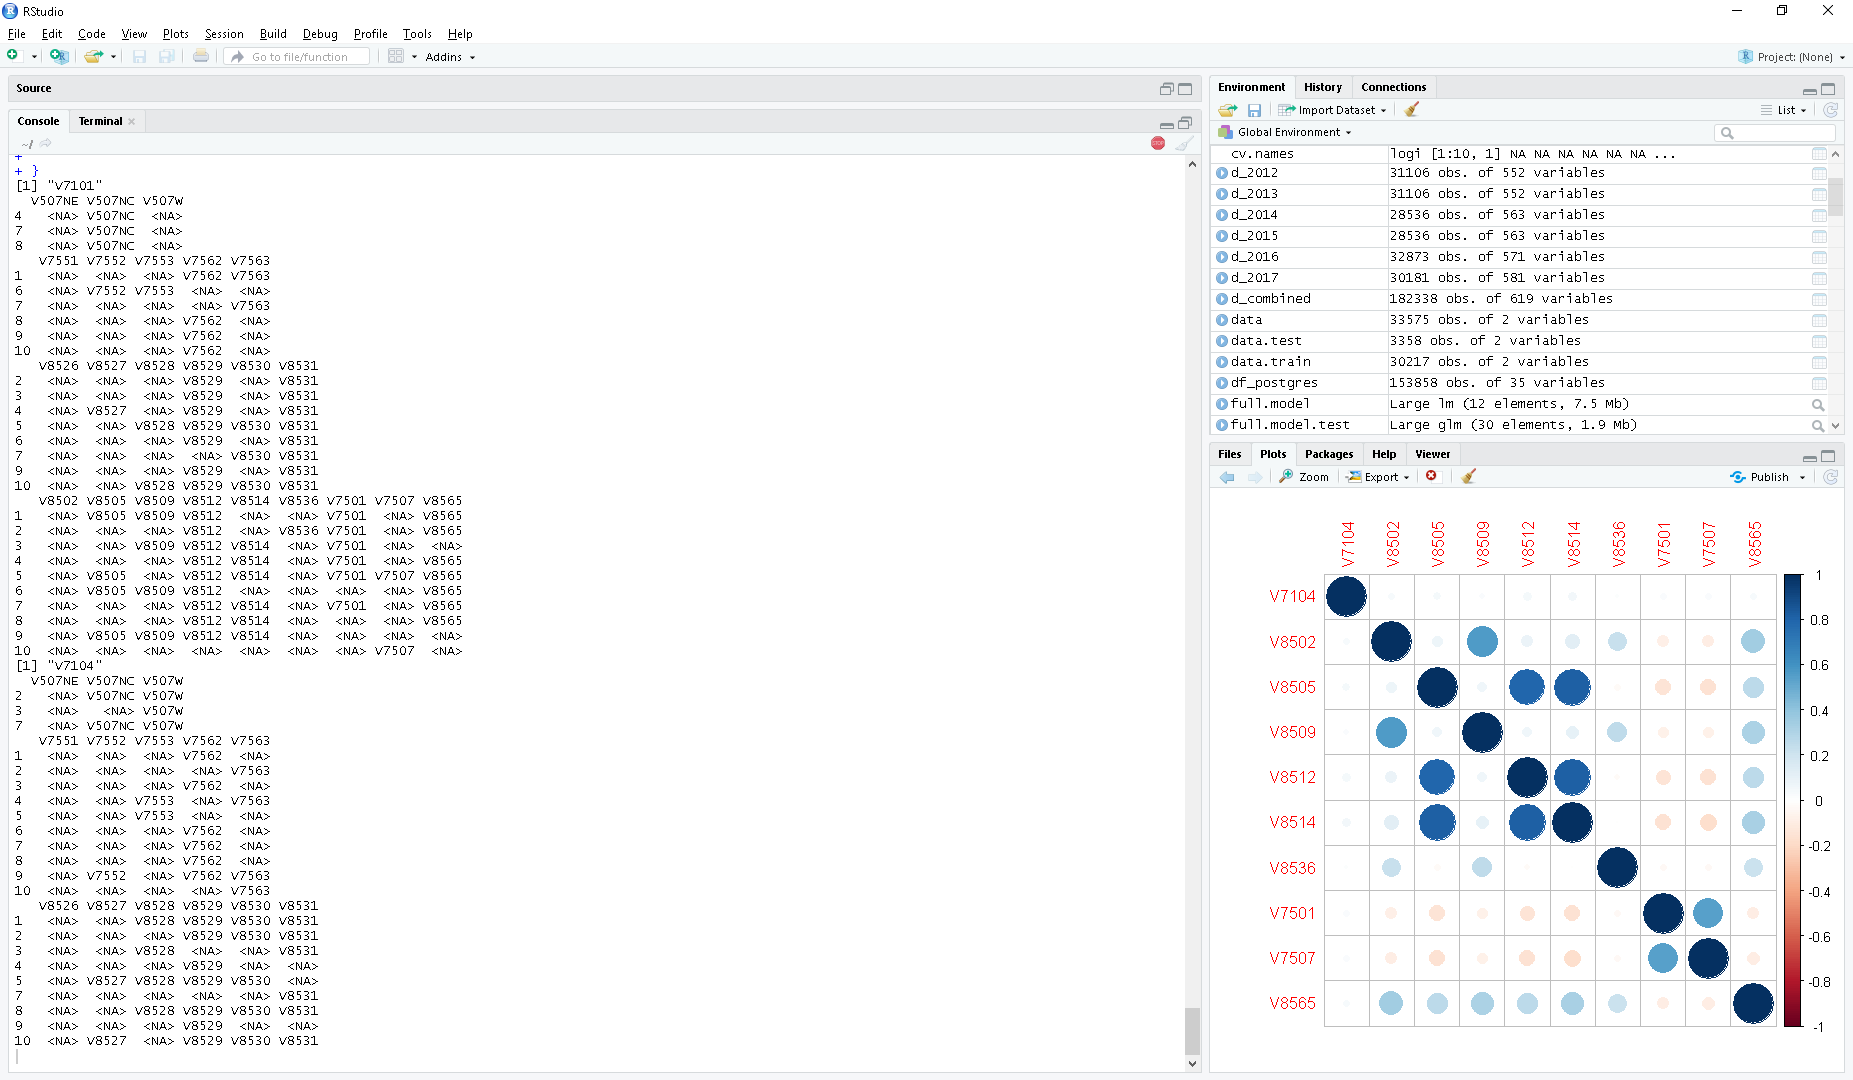 RStudio
File Edit Code View Plots Session Build Debug Profile Tools Help
Go to file/function Addins Project: (None)
Source
Console Terminal
~/
+
+ }
[1] "V7101"
V507NE V507NC V507W
4 <NA> V507NC <NA>
7 <NA> V507NC <NA>
8 <NA> V507NC <NA>
V7551 V7552 V7553 V7562 V7563
1 <NA> <NA> <NA> V7562 V7563
6 <NA> V7552 V7553 <NA> <NA>
7 <NA> <NA> <NA> <NA> V7563
8 <NA> <NA> <NA> V7562 <NA>
9 <NA> <NA> <NA> V7562 <NA>
10 <NA> <NA> <NA> V7562 <NA>
V8526 V8527 V8528 V8529 V8530 V8531
2 <NA> <NA> <NA> V8529 <NA> V8531
3 <NA> <NA> <NA> V8529 <NA> V8531
4 <NA> V8527 <NA> V8529 <NA> V8531
5 <NA> <NA> V8528 V8529 V8530 V8531
6 <NA> <NA> <NA> V8529 <NA> V8531
7 <NA> <NA> <NA> <NA> V8530 V8531
9 <NA> <NA> <NA> V8529 <NA> V8531
10 <NA> <NA> V8528 V8529 V8530 V8531
V8502 V8505 V8509 V8512 V8514 V8536 V7501 V7507 V8565
1 <NA> V8505 V8509 V8512 <NA> <NA> V7501 <NA> V8565
2 <NA> <NA> <NA> V8512 <NA> V8536 V7501 <NA> V8565
3 <NA> <NA> V8509 V8512 V8514 <NA> V7501 <NA> <NA>
4 <NA> <NA> <NA> V8512 V8514 <NA> V7501 <NA> V8565
5 <NA> V8505 <NA> V8512 V8514 <NA> V7501 V7507 V8565
6 <NA> V8505 V8509 V8512 <NA> <NA> <NA> <NA> V8565
7 <NA> <NA> <NA> V8512 V8514 <NA> V7501 <NA> V8565
8 <NA> <NA> <NA> V8512 V8514 <NA> <NA> <NA> V8565
9 <NA> V8505 V8509 V8512 V8514 <NA> <NA> <NA> <NA>
10 <NA> <NA> <NA> <NA> <NA> <NA> <NA> V7507 <NA>
[1] "V7104"
V507NE V507NC V507W
2 <NA> V507NC V507W
3 <NA> <NA> V507W
7 <NA> V507NC V507W
V7551 V7552 V7553 V7562 V7563
1 <NA> <NA> <NA> V7562 <NA>
2 <NA> <NA> <NA> <NA> V7563
3 <NA> <NA> <NA> V7562 <NA>
4 <NA> <NA> V7553 <NA> V7563
5 <NA> <NA> V7553 <NA> <NA>
6 <NA> <NA> <NA> V7562 <NA>
7 <NA> <NA> <NA> V7562 <NA>
8 <NA> <NA> <NA> V7562 <NA>
9 <NA> V7552 <NA> V7562 V7563
10 <NA> <NA> <NA> <NA> V7563
V8526 V8527 V8528 V8529 V8530 V8531
1 <NA> <NA> V8528 V8529 V8530 V8531
2 <NA> <NA> <NA> V8529 V8530 V8531
3 <NA> <NA> V8528 <NA> <NA> V8531
4 <NA> <NA> <NA> V8529 <NA> <NA>
5 <NA> V8527 V8528 V8529 V8530 <NA>
7 <NA> <NA> <NA> <NA> <NA> V8531
8 <NA> <NA> V8528 V8529 V8530 V8531
9 <NA> <NA> <NA> V8529 <NA> <NA>
10 <NA> V8527 <NA> V8529 V8530 V8531
Environment History Connections
Import Dataset List
Global Environment
cv.names logi [1:10, 1] NA NA NA NA NA NA ...
d_2012 31106 obs. of 552 variables
d_2013 31106 obs. of 552 variables
d_2014 28536 obs. of 563 variables
d_2015 28536 obs. of 563 variables
d_2016 32873 obs. of 571 variables
d_2017 30181 obs. of 581 variables
d_combined 182338 obs. of 619 variables
data 33575 obs. of 2 variables
data.test 3358 obs. of 2 variables
data.train 30217 obs. of 2 variables
df_postgres 153858 obs. of 35 variables
full.model Large lm (12 elements, 7.5 Mb)
full.model.test Large glm (30 elements, 1.9 Mb)
Files Plots Packages Help Viewer
Zoom Export Publish
V7104 V8502 V8505 V8509 V8512 V8514 V8536 V7501 V7507 V8565
V7104
V8502
V8505
V8509
V8512
V8514
V8536
V7501
V7507
V8565
1
0.8
0.6
0.4
0.2
0
-0.2
-0.4
-0.6
-0.8
-1